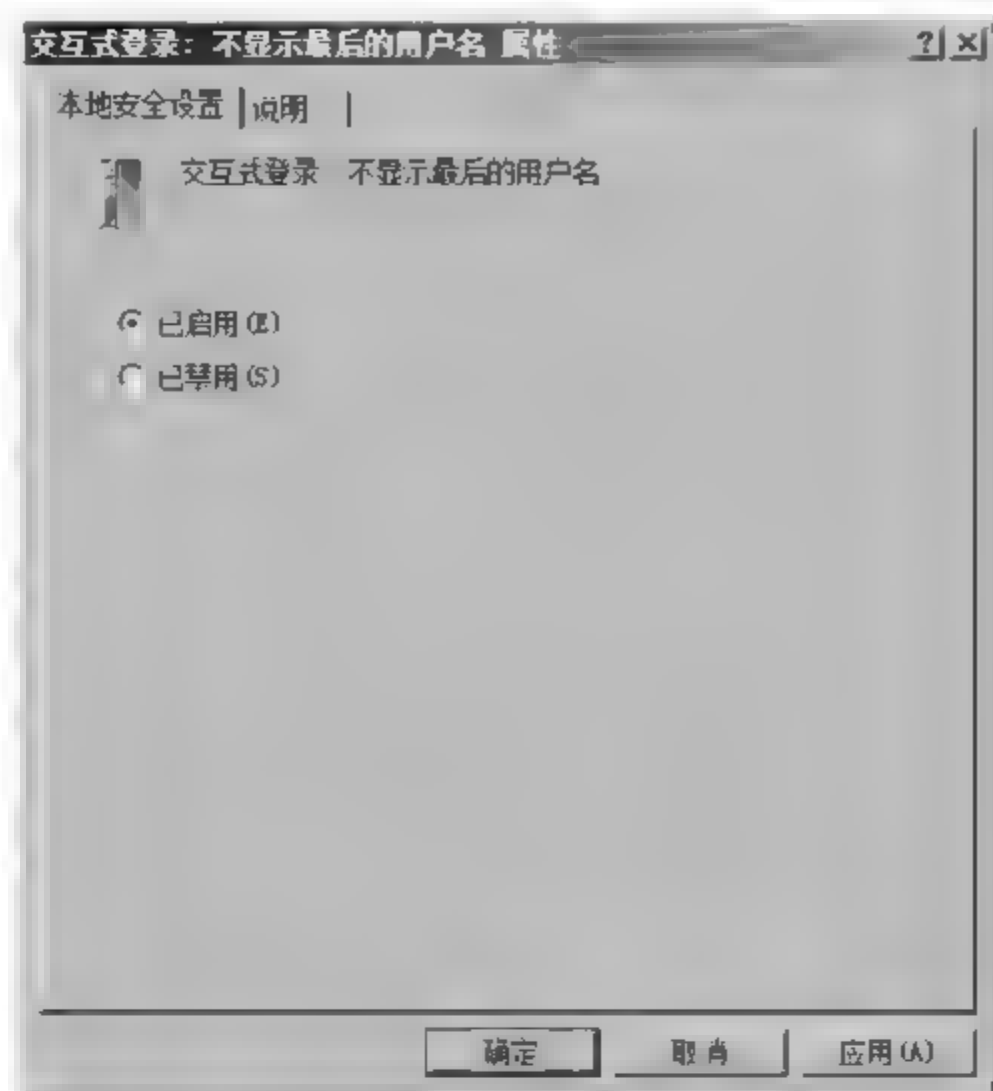 交互式登录: 不显示最后的用户名 属性
本地安全设置 说明
交互式登录 不显示最后的用户名
已启用(E)
已禁用(S)
确定 取消 应用(A)